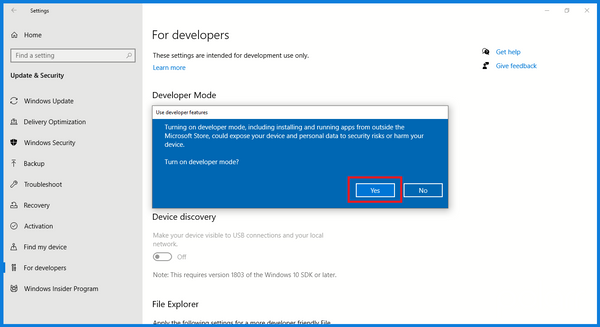 Settings
Home
Find a setting
Update & Security
Windows Update
Delivery Optimization
Windows Security
Backup
Troubleshoot
Recovery
Activation
Find my device
For developers
Windows Insider Program
For developers
These settings are intended for development use only.
Learn more
Get help
Give feedback
Developer Mode
Use developer features
Turning on developer mode, including installing and running apps from outside the
Microsoft Store, could expose your device and personal data to security risks or harm your
device.
Turn on developer mode?
Yes
No
Device discovery
Make your device visible to USB connections and your local
network.
Off
Note: This requires version 1803 of the Windows 10 SDK or later.
File Explorer
Apply the following settings for a more developer friendly File